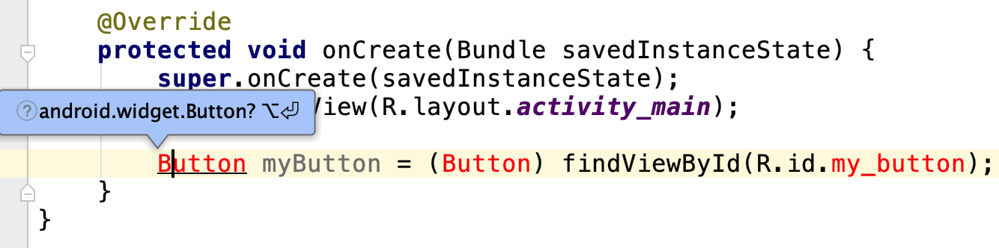 @Override
protected void onCreate(Bundle savedInstanceState) {
super.onCreate(savedInstanceState);
android.widget.Button? ⌥⏎
View(R.layout.activity_main);
Button myButton = (Button) findViewById(R.id.my_button);
}
}